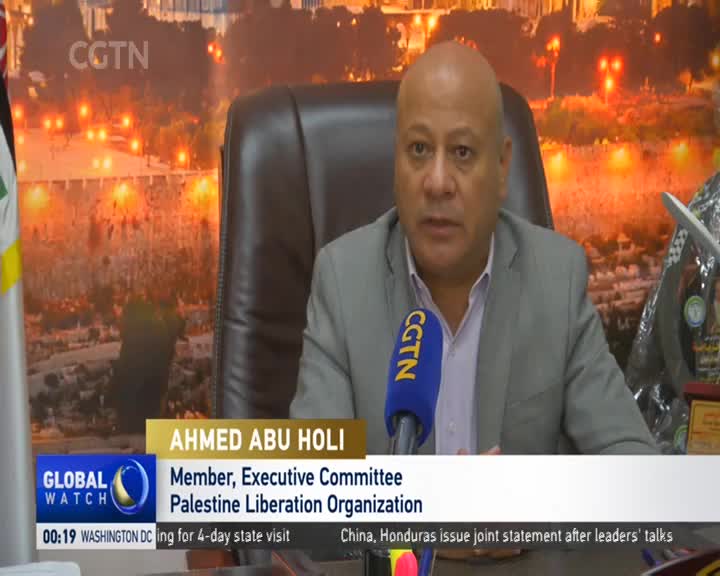 CGTN
CGTN
AHMED ABU HOLI
Member, Executive Committee
Palestine Liberation Organization
GLOBAL
WATCH
00:19 WASHINGTON DC ing for 4-day state visit China, Honduras issue joint statement after leaders' talks